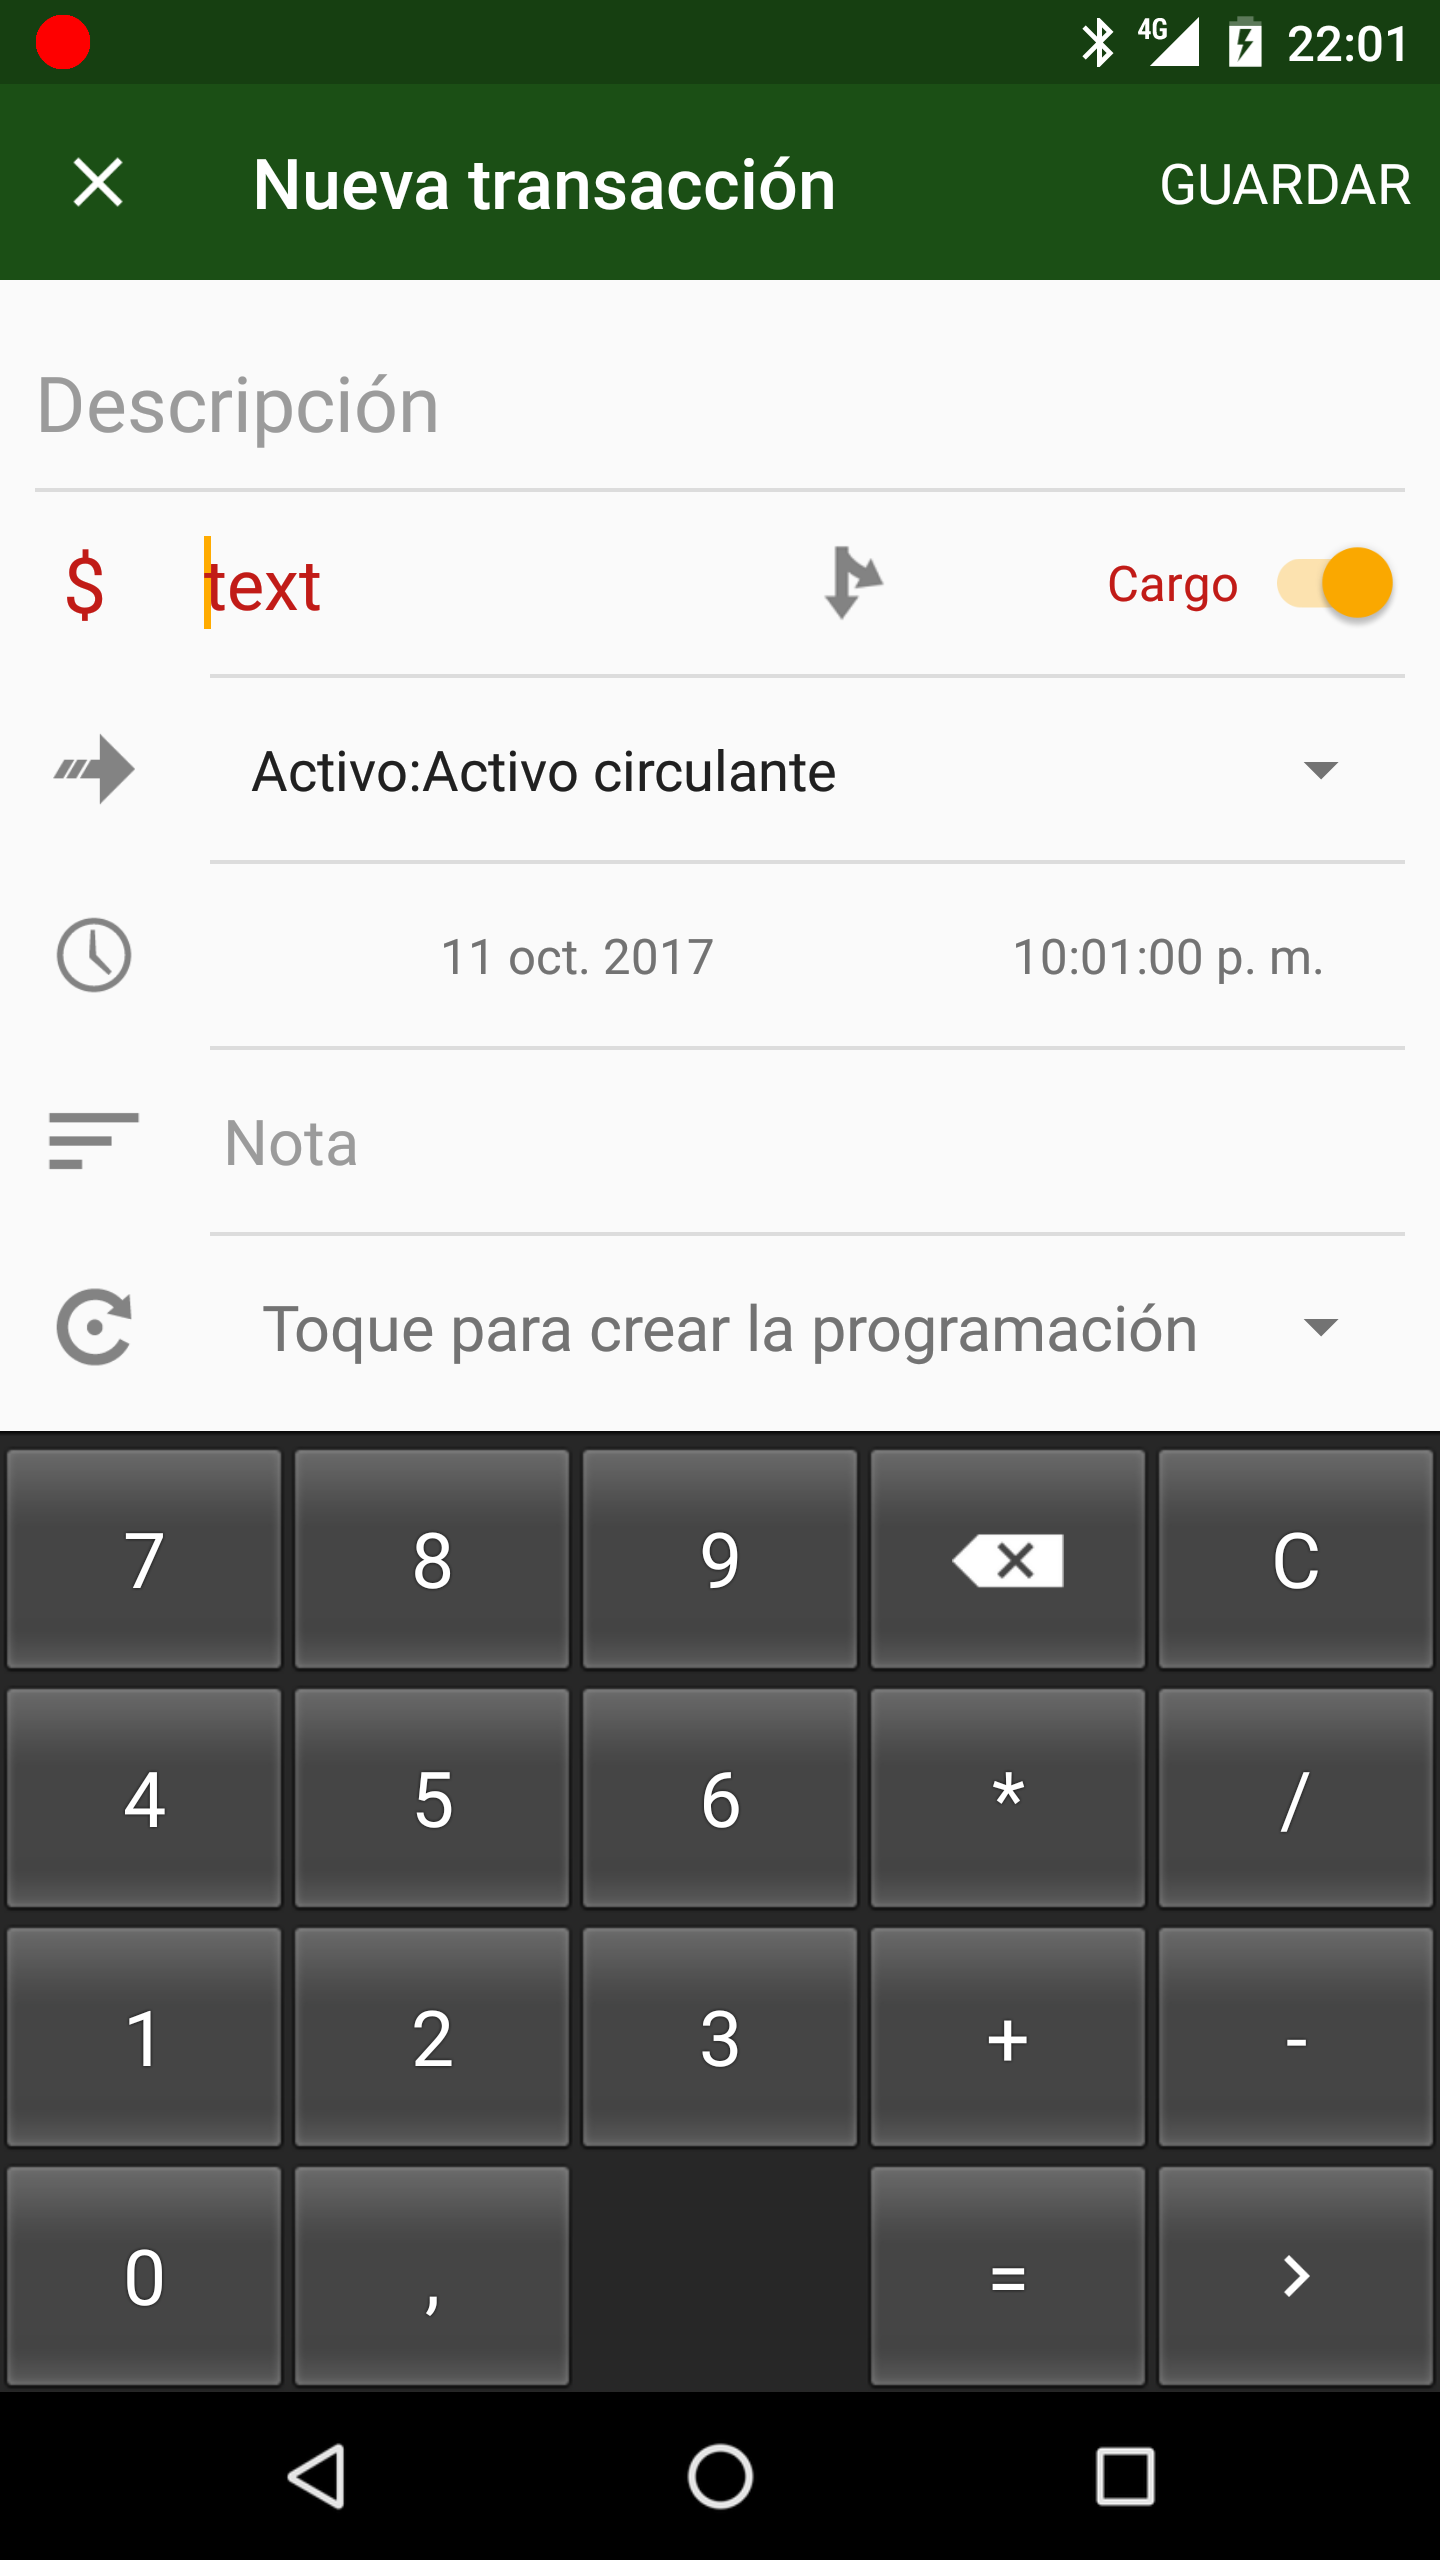 4G 22:01
Nueva transacción GUARDAR
Descripción
$ text Cargo
Activo:Activo circulante
11 oct. 2017 10:01:00 p. m.
Nota
Toque para crear la programación
7 8 9 C
4 5 6 * /
1 2 3 + -
0 , = >